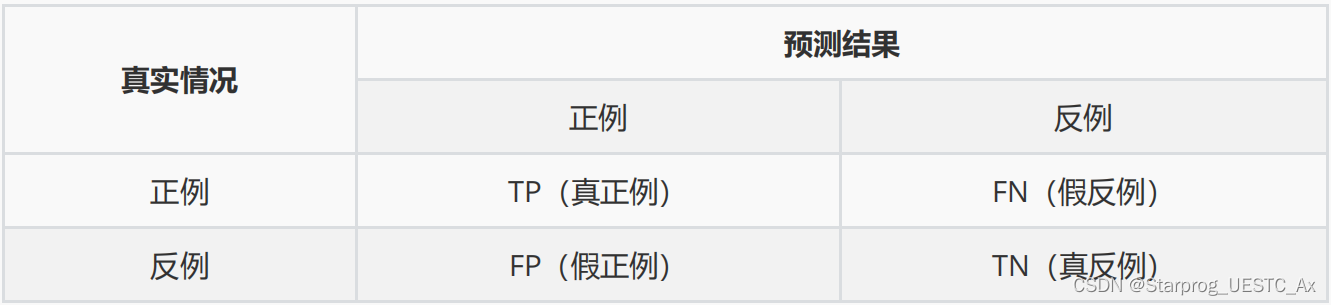 真实情况
预测结果
正例
反例
正例
TP（真正例）
FN（假反例）
反例
FP（假正例）
TN（真反例）
CSDN @Starprog_UESTC_Ax